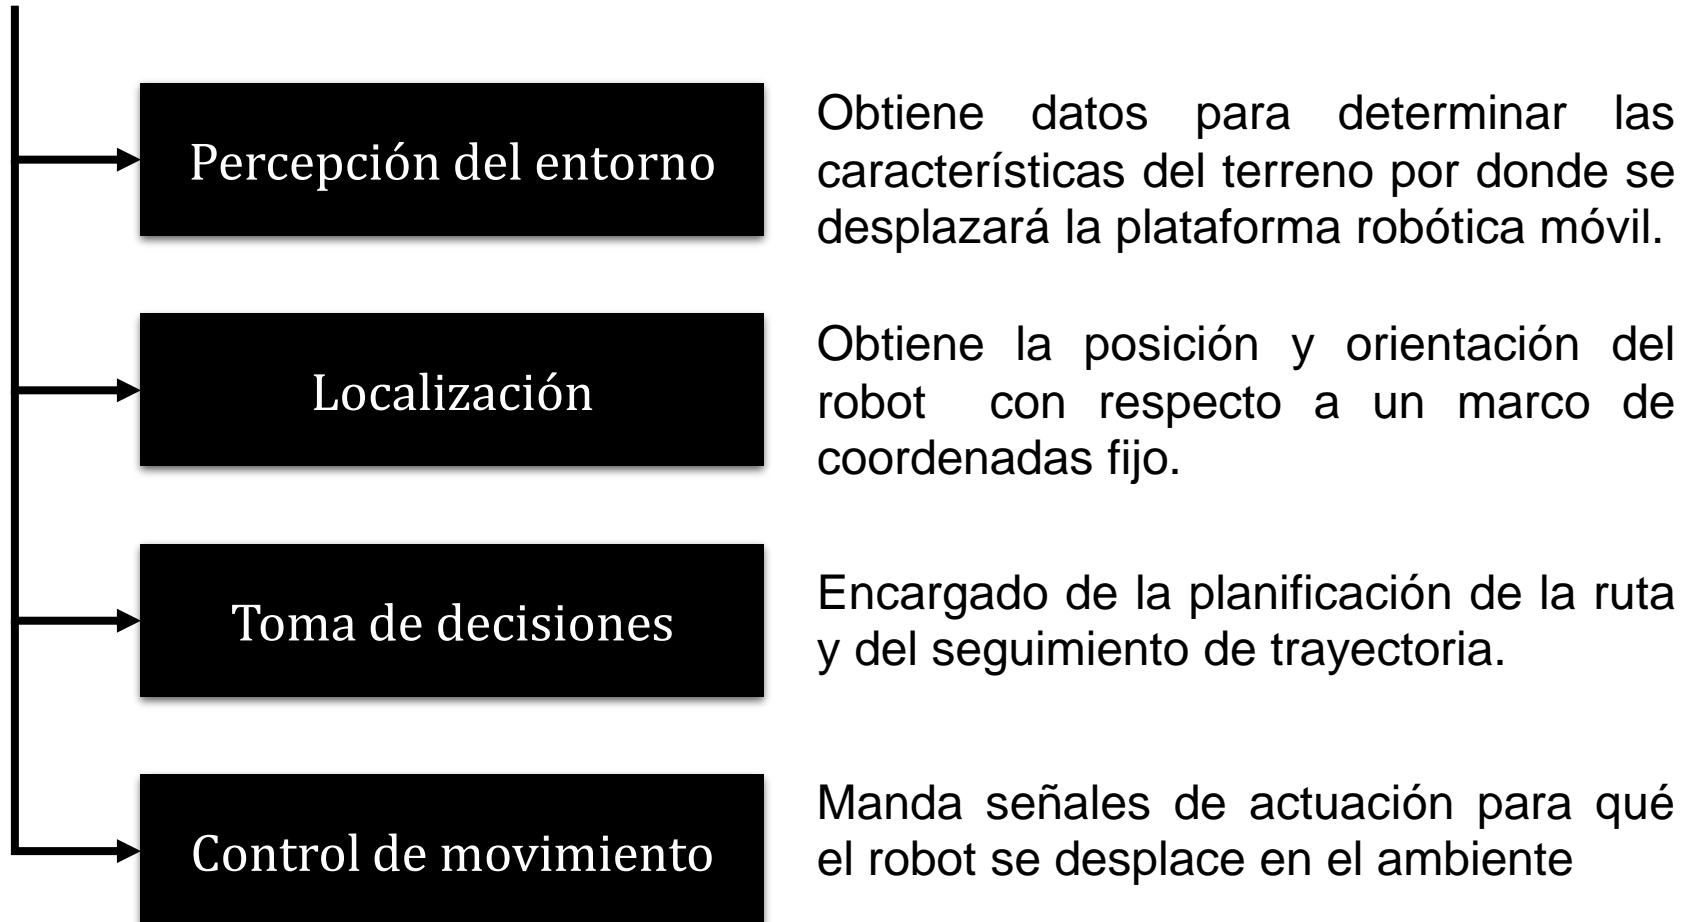 Percepción del entorno
Obtiene datos para determinar las
características del terreno por donde se
desplazará la plataforma robótica móvil.
Localización
Obtiene la posición y orientación del
robot con respecto a un marco de
coordenadas fijo.
Toma de decisiones
Encargado de la planificación de la ruta
y del seguimiento de trayectoria.
Control de movimiento
Manda señales de actuación para qué
el robot se desplace en el ambiente